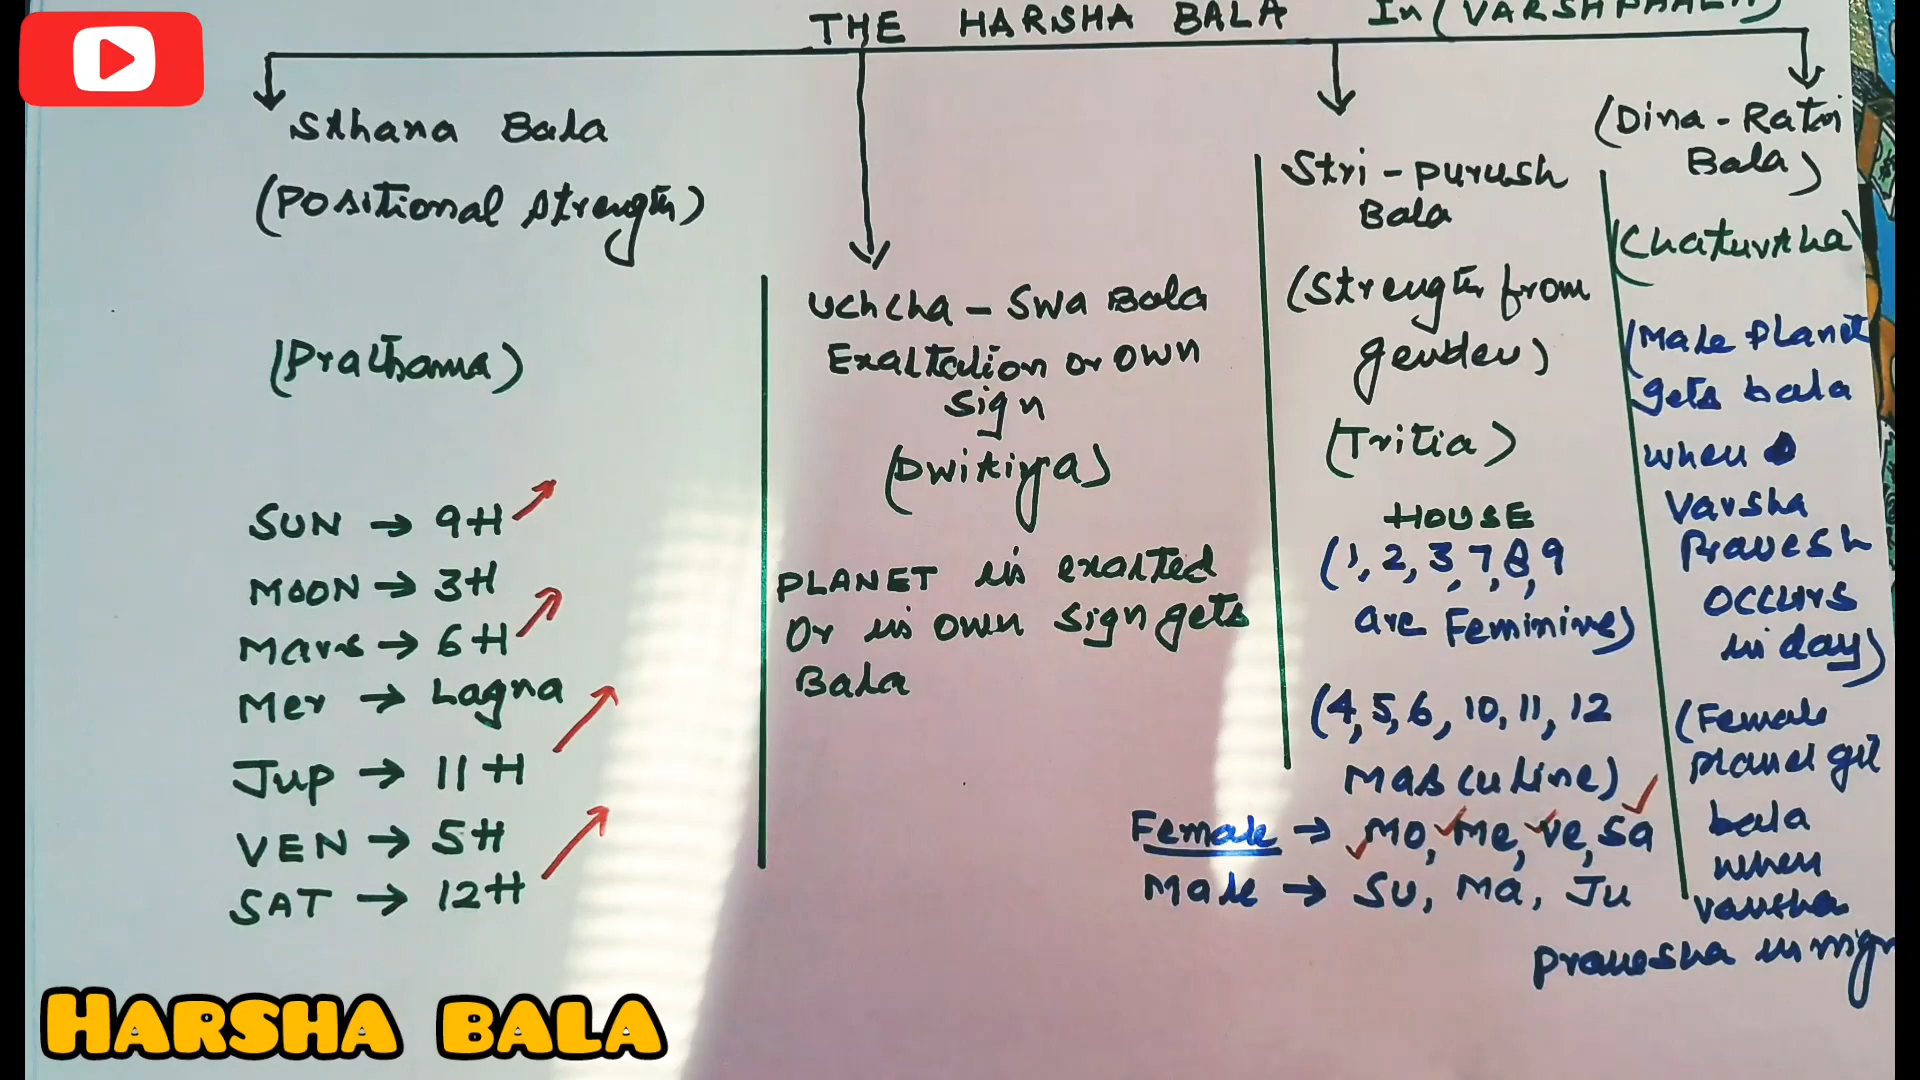 THE HARSHA BALA In (VARSHPHALA)
Sthana Bala
(Positional strength)
(Prathama)
SUN → 9H
MOON → 3H
Mars → 6H
Mer → Lagna
Jup → 11H
VEN → 5H
SAT → 12H
Uchcha - Swa Bala
Exaltation or own
sign
(Dwitiya)
PLANET is exalted
Or in own sign gets
Bala
Stri - purush
Bala
(Strength from
gender)
(Tritia)
HOUSE
(1, 2, 3, 7, 8, 9
are Feminine)
(4, 5, 6, 10, 11, 12
Masculine)
Female → Mo, Me, Ve, Sa
Male → Su, Ma, Ju
(Dina - Ratri
Bala)
(Chaturtha)
(Male Planet
gets bala
when
Varsha
Pravesh
occurs
in day)
(Female
planet get
bala
when
varsha
pravesha in nigh
HARSHA BALA